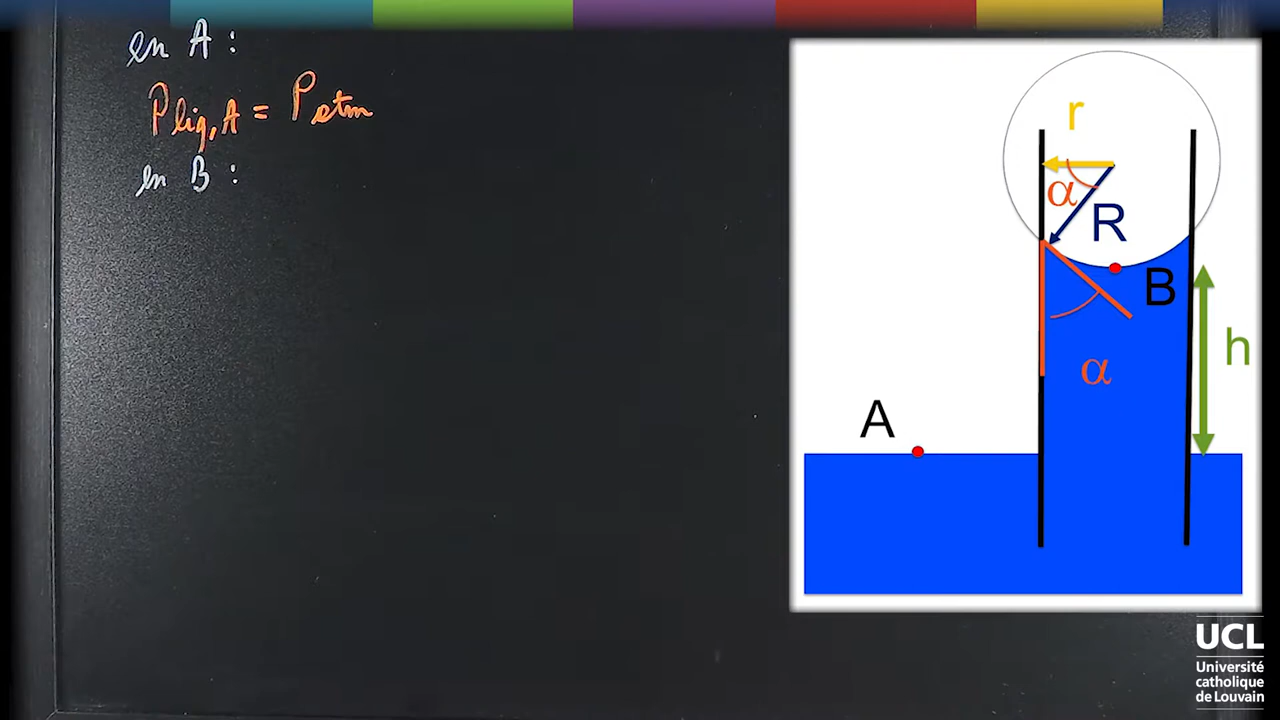 en A :
Pliq,A = Patm
en B :
r
α
R
B
h
α
A
UCL
Université
catholique
de Louvain